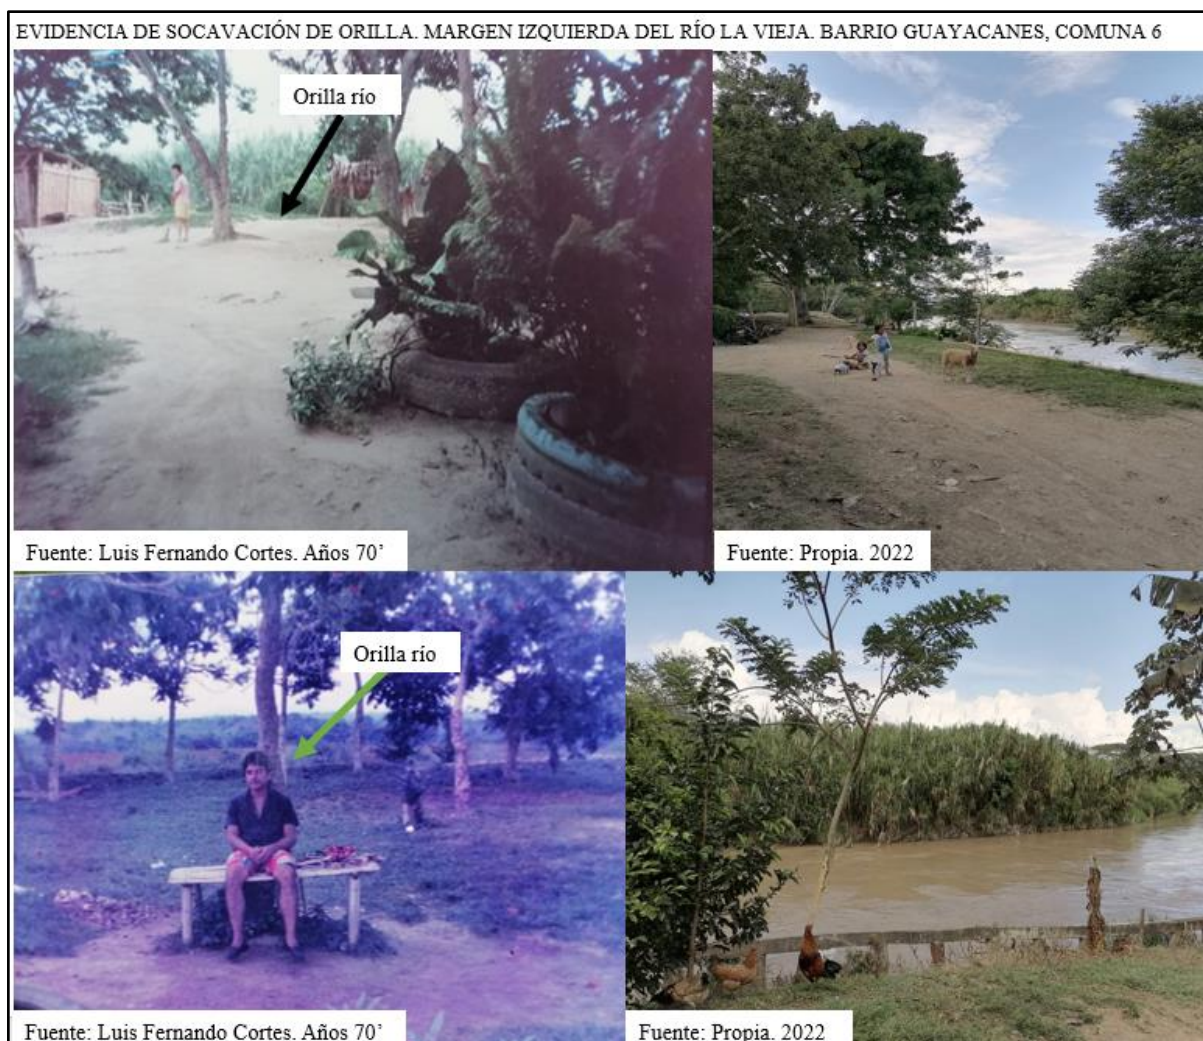 EVIDENCIA DE SOCAVACIÓN DE ORILLA. MARGEN IZQUIERDA DEL RÍO LA VIEJA. BARRIO GUAYACANES, COMUNA 6
Orilla río
Fuente: Luis Fernando Cortes. Años 70’
Fuente: Propia. 2022
Orilla río
Fuente: Luis Fernando Cortes. Años 70’
Fuente: Propia. 2022